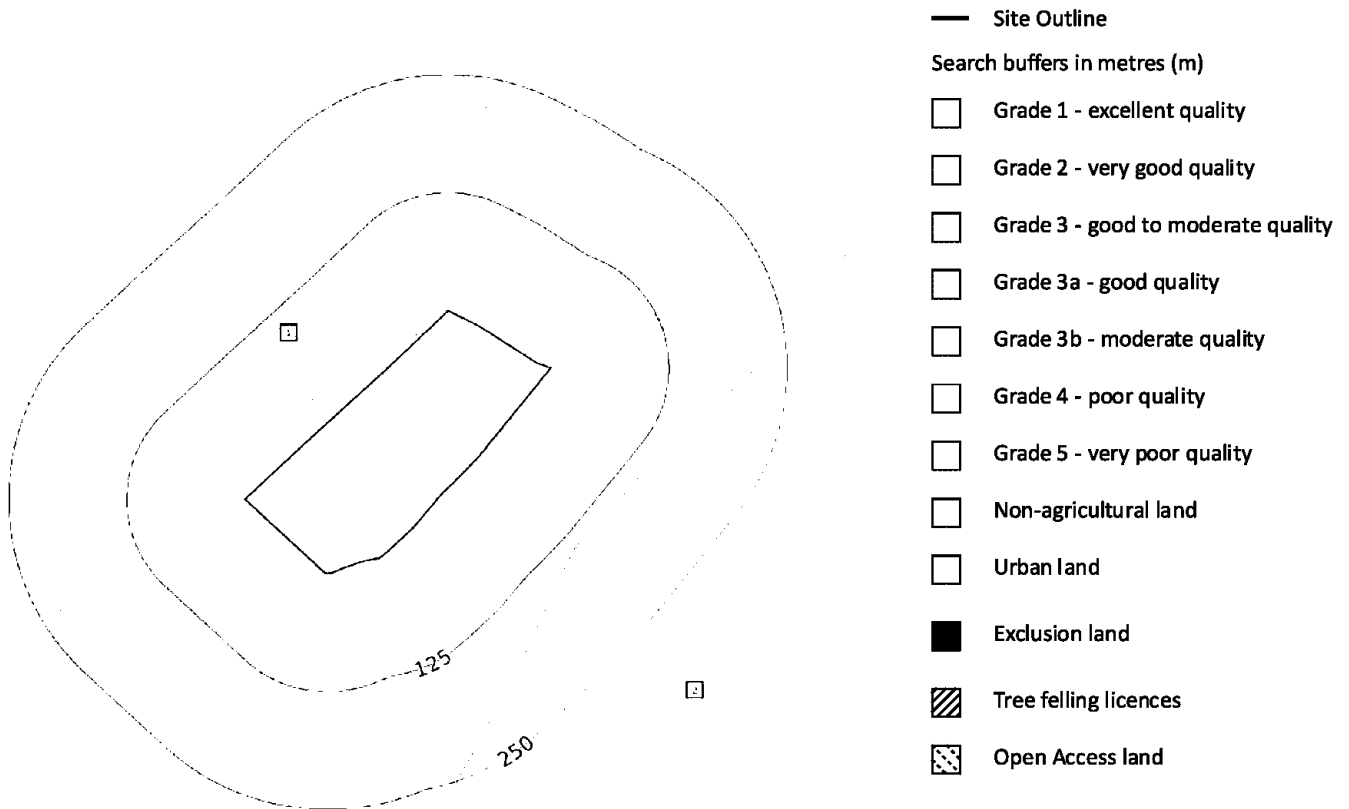 Site Outline
Search buffers in metres (m)
Grade 1 - excellent quality
Grade 2 - very good quality
Grade 3 - good to moderate quality
Grade 3a - good quality
Grade 3b - moderate quality
Grade 4 - poor quality
Grade 5 - very poor quality
Non-agricultural land
Urban land
Exclusion land
Tree felling licences
Open Access land
125
250